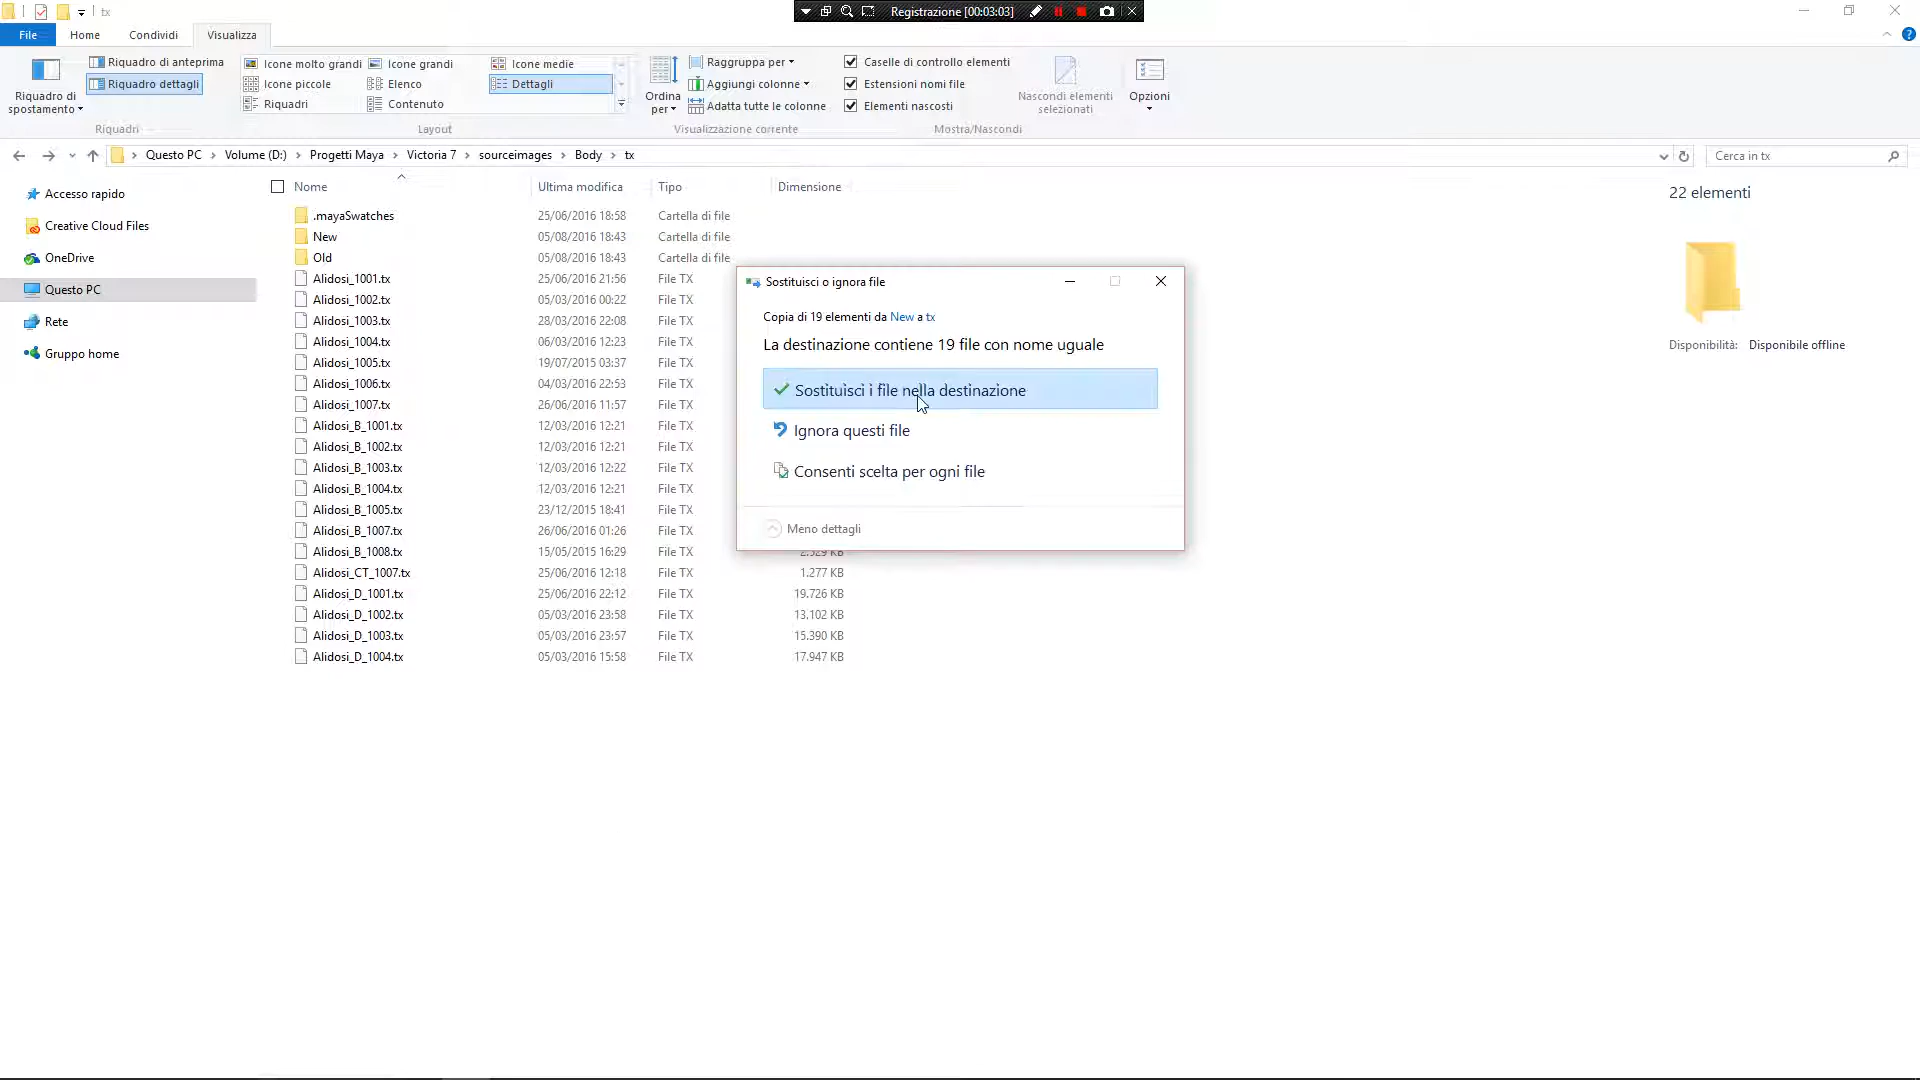 tx
Registrazione [00:03:03]
File
Home
Condividi
Visualizza
Riquadro di spostamento
Riquadro di anteprima
Riquadro dettagli
Riquadri
Icone molto grandi
Icone grandi
Icone medie
Icone piccole
Elenco
Dettagli
Riquadri
Contenuto
Layout
Ordina per
Raggruppa per
Aggiungi colonne
Adatta tutte le colonne
Visualizzazione corrente
Caselle di controllo elementi
Estensioni nomi file
Elementi nascosti
Nascondi elementi selezionati
Mostra/Nascondi
Opzioni
Questo PC > Volume (D:) > Progetti Maya > Victoria 7 > sourceimages > Body > tx
Cerca in tx
Accesso rapido
Creative Cloud Files
OneDrive
Questo PC
Rete
Gruppo home
Nome Ultima modifica Tipo Dimensione
.mayaSwatches 25/06/2016 18:58 Cartella di file
New 05/08/2016 18:43 Cartella di file
Old 05/08/2016 18:43 Cartella di file
Alidosi_1001.tx 25/06/2016 21:56 File TX
Alidosi_1002.tx 05/03/2016 00:22 File TX
Alidosi_1003.tx 28/03/2016 22:08 File TX
Alidosi_1004.tx 06/03/2016 12:23 File TX
Alidosi_1005.tx 19/07/2015 03:37 File TX
Alidosi_1006.tx 04/03/2016 22:53 File TX
Alidosi_1007.tx 26/06/2016 11:57 File TX
Alidosi_B_1001.tx 12/03/2016 12:21 File TX
Alidosi_B_1002.tx 12/03/2016 12:21 File TX
Alidosi_B_1003.tx 12/03/2016 12:22 File TX
Alidosi_B_1004.tx 12/03/2016 12:21 File TX
Alidosi_B_1005.tx 23/12/2015 18:41 File TX
Alidosi_B_1007.tx 26/06/2016 01:26 File TX
Alidosi_B_1008.tx 15/05/2015 16:29 File TX 2.529 KB
Alidosi_CT_1007.tx 25/06/2016 12:18 File TX 1.277 KB
Alidosi_D_1001.tx 25/06/2016 22:12 File TX 19.726 KB
Alidosi_D_1002.tx 05/03/2016 23:58 File TX 13.102 KB
Alidosi_D_1003.tx 05/03/2016 23:57 File TX 15.390 KB
Alidosi_D_1004.tx 05/03/2016 15:58 File TX 17.947 KB
Sostituisci o ignora file
Copia di 19 elementi da New a tx
La destinazione contiene 19 file con nome uguale
Sostituisci i file nella destinazione
Ignora questi file
Consenti scelta per ogni file
Meno dettagli
22 elementi
Disponibilità: Disponibile offline